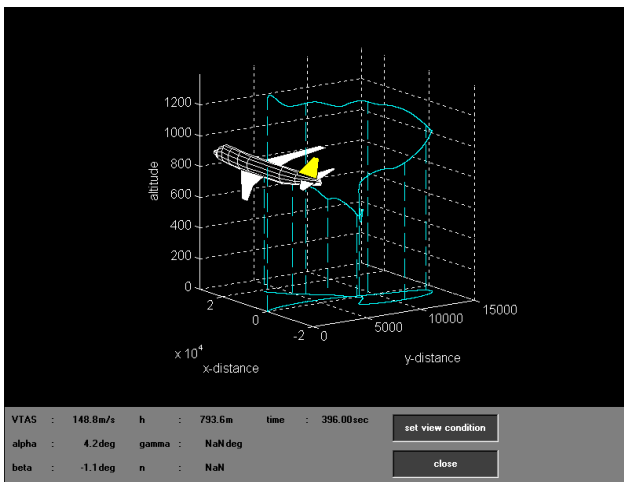 1200
1000
800
600
400
200
0
altitude
2
0
-2
x 10^4
x-distance
0
5000
10000
15000
y-distance
VTAS : 148.8m/s h : 793.6m time : 396.00sec
alpha : 4.2deg gamma : NaNdeg
beta : -1.1deg n : NaN
set view condition
close